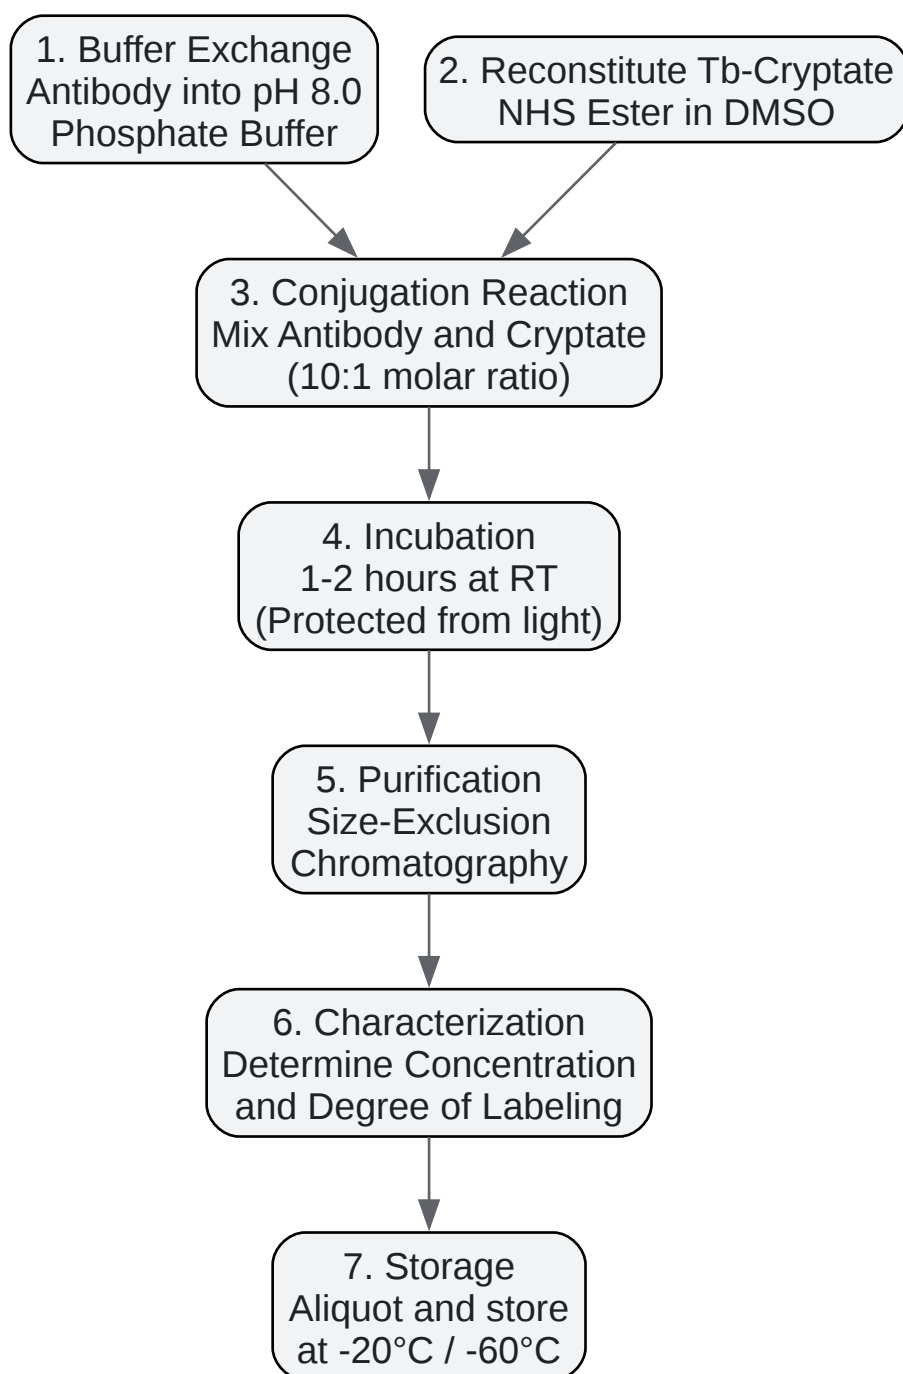 1. Buffer Exchange
Antibody into pH 8.0
Phosphate Buffer
2. Reconstitute Tb-Cryptate
NHS Ester in DMSO
3. Conjugation Reaction
Mix Antibody and Cryptate
(10:1 molar ratio)
4. Incubation
1-2 hours at RT
(Protected from light)
5. Purification
Size-Exclusion
Chromatography
6. Characterization
Determine Concentration
and Degree of Labeling
7. Storage
Aliquot and store
at -20°C / -60°C